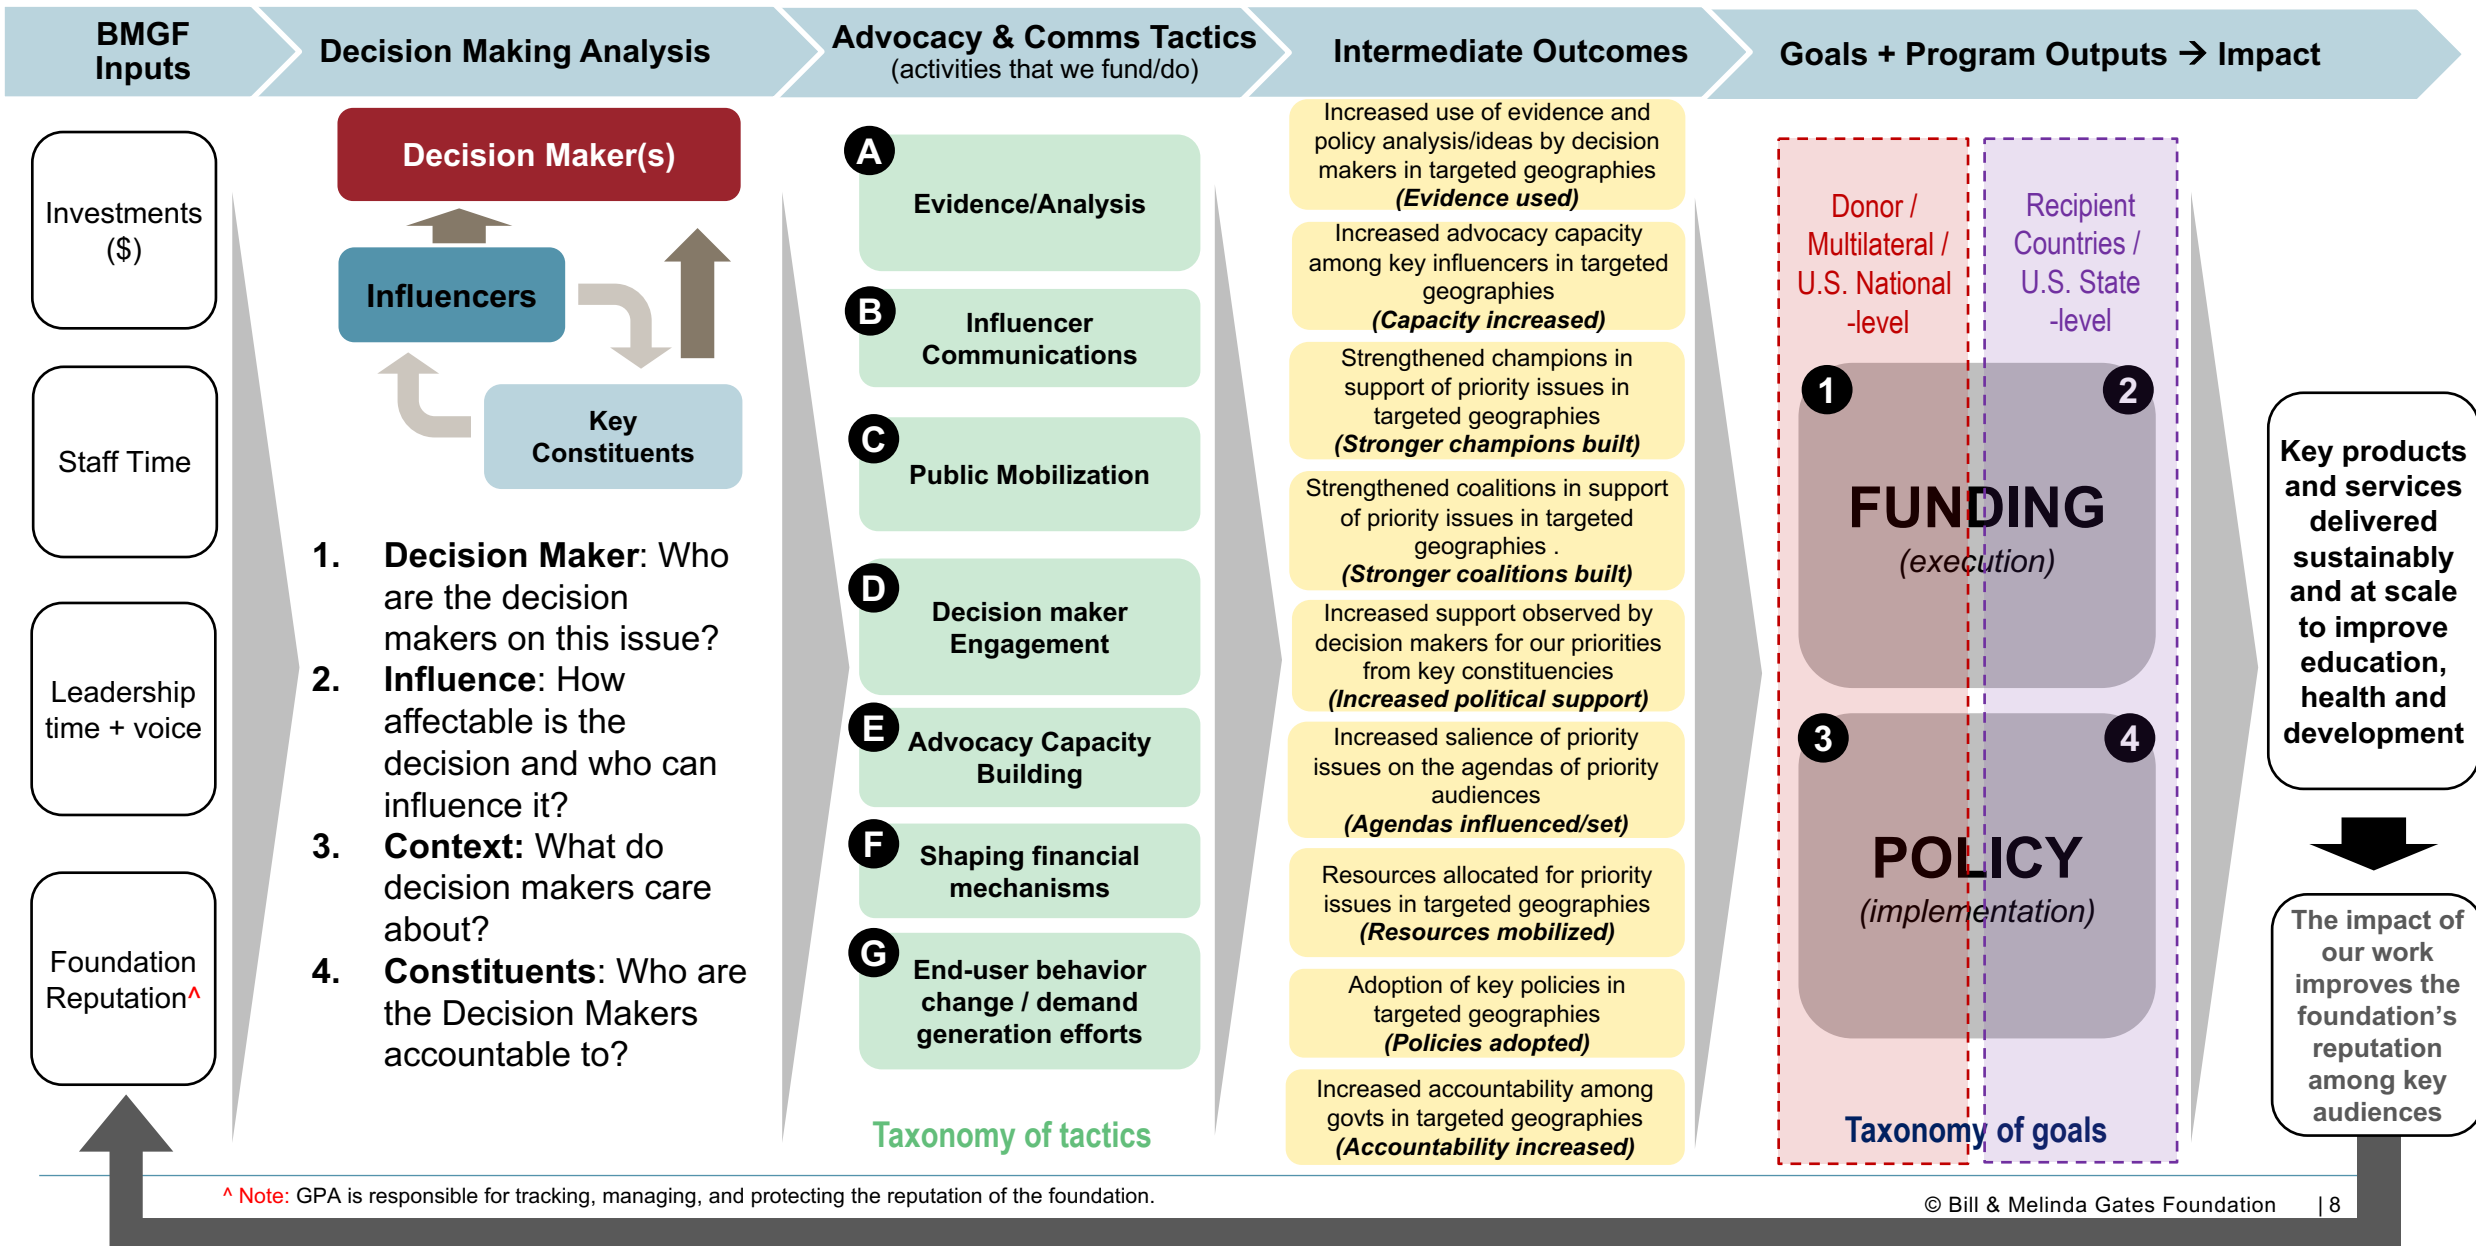 BMGF
Inputs
Decision Making Analysis
Advocacy & Comms Tactics
(activities that we fund/do)
Intermediate Outcomes
Goals + Program Outputs → Impact
Investments
($)
Staff Time
Leadership
time + voice
Foundation
Reputation^
Decision Maker(s)
Influencers
Key
Constituents
1. Decision Maker: Who
are the decision
makers on this issue?
2. Influence: How
affectable is the
decision and who can
influence it?
3. Context: What do
decision makers care
about?
4. Constituents: Who are
the Decision Makers
accountable to?
A
Evidence/Analysis
B
Influencer
Communications
C
Public Mobilization
D
Decision maker
Engagement
E
Advocacy Capacity
Building
F
Shaping financial
mechanisms
G
End-user behavior
change / demand
generation efforts
Taxonomy of tactics
Increased use of evidence and
policy analysis/ideas by decision
makers in targeted geographies
(Evidence used)
Increased advocacy capacity
among key influencers in targeted
geographies
(Capacity increased)
Strengthened champions in
support of priority issues in
targeted geographies
(Stronger champions built)
Strengthened coalitions in support
of priority issues in targeted
geographies .
(Stronger coalitions built)
Increased support observed by
decision makers for our priorities
from key constituencies
(Increased political support)
Increased salience of priority
issues on the agendas of priority
audiences
(Agendas influenced/set)
Resources allocated for priority
issues in targeted geographies
(Resources mobilized)
Adoption of key policies in
targeted geographies
(Policies adopted)
Increased accountability among
govts in targeted geographies
(Accountability increased)
Donor /
Multilateral /
U.S. National
-level
Recipient
Countries /
U.S. State
-level
1
2
FUNDING
(execution)
3
4
POLICY
(implementation)
Taxonomy of goals
Key products
and services
delivered
sustainably
and at scale
to improve
education,
health and
development
The impact of
our work
improves the
foundation’s
reputation
among key
audiences
^ Note: GPA is responsible for tracking, managing, and protecting the reputation of the foundation.
© Bill & Melinda Gates Foundation | 8